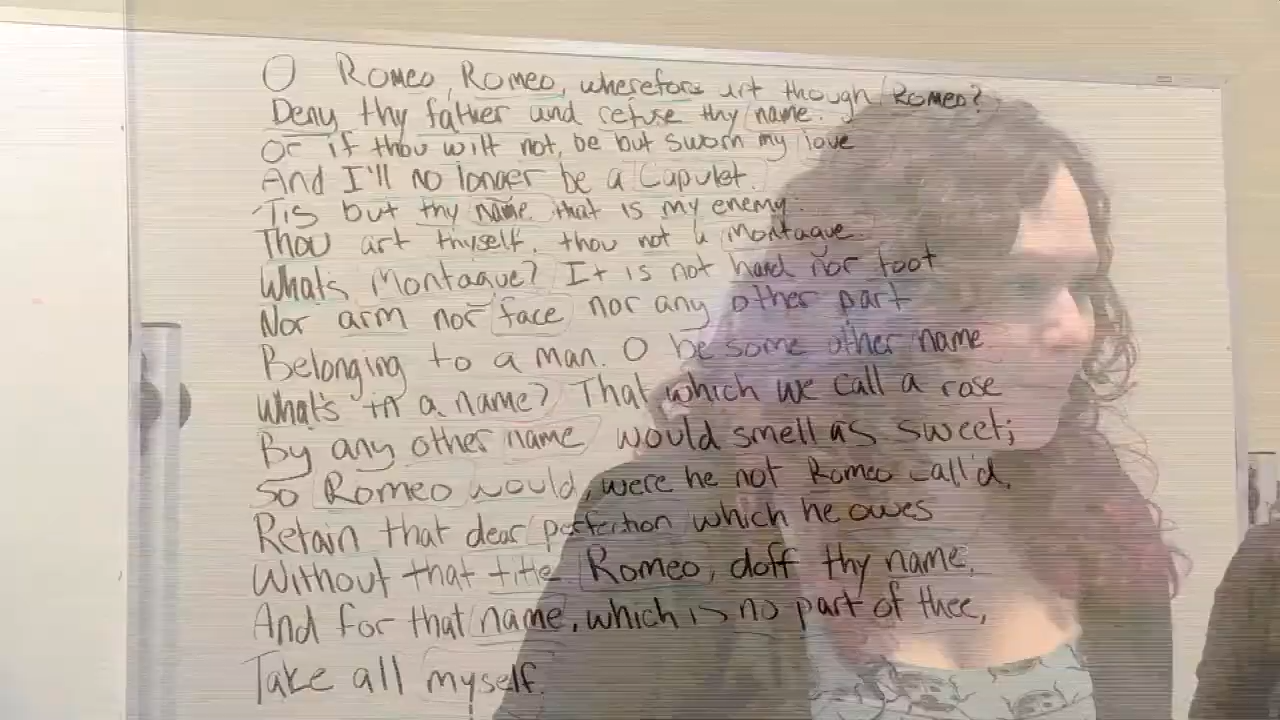 O Romeo, Romeo, wherefore art though Romeo?
Deny thy father and refuse thy name.
Or if thou wilt not, be but sworn my love
And I'll no longer be a Capulet.
Tis but thy name that is my enemy:
Thou art thyself, thou not a Montague.
What's Montague? It is not hand nor foot
Nor arm nor face nor any other part
Belonging to a man. O be some other name
What's in a name? That which we call a rose
By any other name would smell as sweet;
So Romeo would, were he not Romeo call'd,
Retain that dear perfection which he owes
Without that title Romeo, doff thy name,
And for that name, which is no part of thee,
Take all myself.